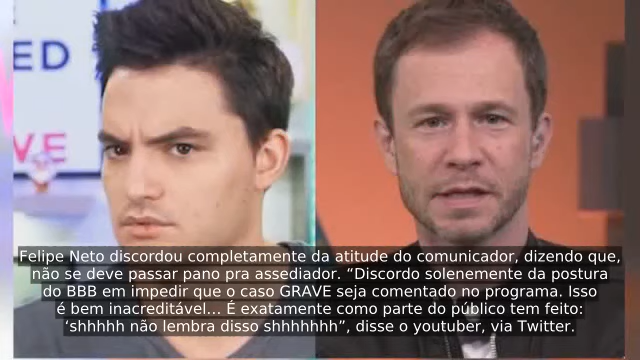 ED
VE
Felipe Neto discordou completamente da atitude do comunicador, dizendo que,
não se deve passar pano pra assediador. “Discordo solenemente da postura
do BBB em impedir que o caso GRAVE seja comentado no programa. Isso
é bem inacreditável... É exatamente como parte do público tem feito:
‘shhhhh não lembra disso shhhhhhh”, disse o youtuber, via Twitter.